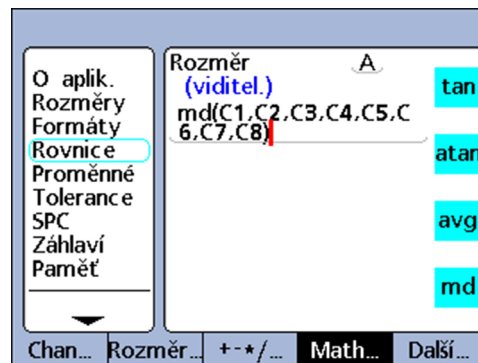 O aplik.
Rozměry
Formáty
Rovnice
Proměnné
Tolerance
SPC
Záhlaví
Paměť
Rozměr A
(viditel.)
md(C1,C2,C3,C4,C5,C
6,C7,C8)
tan
atan
avg
md
Chan... Rozměr... +-*/... Math... Další...